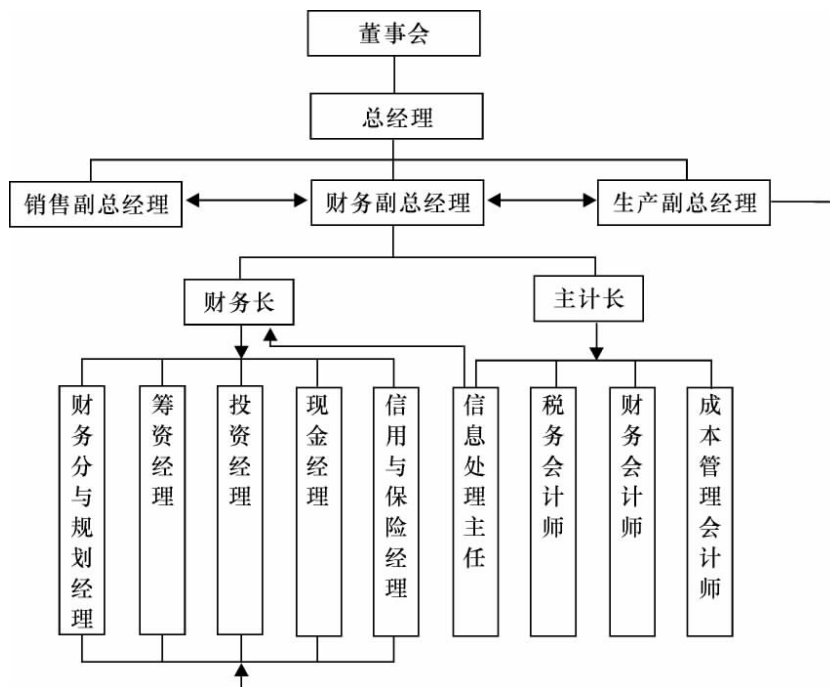 董事会
总经理
销售副总经理
财务副总经理
生产副总经理
财务长
主计长
财务分与规划经理
筹资经理
投资经理
现金经理
信用与保险经理
信息处理主任
税务会计师
财务会计师
成本管理会计师